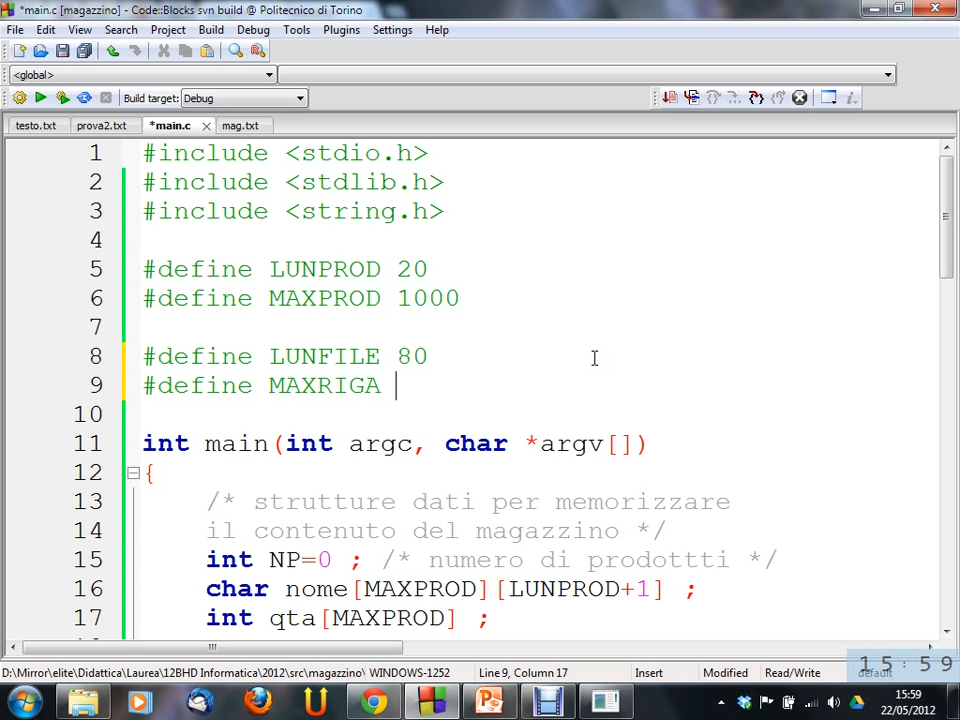 *main.c [magazzino] - Code::Blocks svn build @ Politecnico di Torino
File Edit View Search Project Build Debug Tools Plugins Settings Help
<global>
Build target: Debug
testo.txt prova2.txt *main.c mag.txt
1 #include <stdio.h>
2 #include <stdlib.h>
3 #include <string.h>
4
5 #define LUNPROD 20
6 #define MAXPROD 1000
7
8 #define LUNFILE 80
9 #define MAXRIGA
10
11 int main(int argc, char *argv[])
12 {
13 /* strutture dati per memorizzare
14 il contenuto del magazzino */
15 int NP=0 ; /* numero di prodottti */
16 char nome[MAXPROD][LUNPROD+1] ;
17 int qta[MAXPROD] ;
D:\Mirror\elite\Didattica\Laurea\12BHD Informatica\2012\src\magazzino\ WINDOWS-1252 Line 9, Column 17 Insert Modified Read/Write default
15:59
15:59
22/05/2012